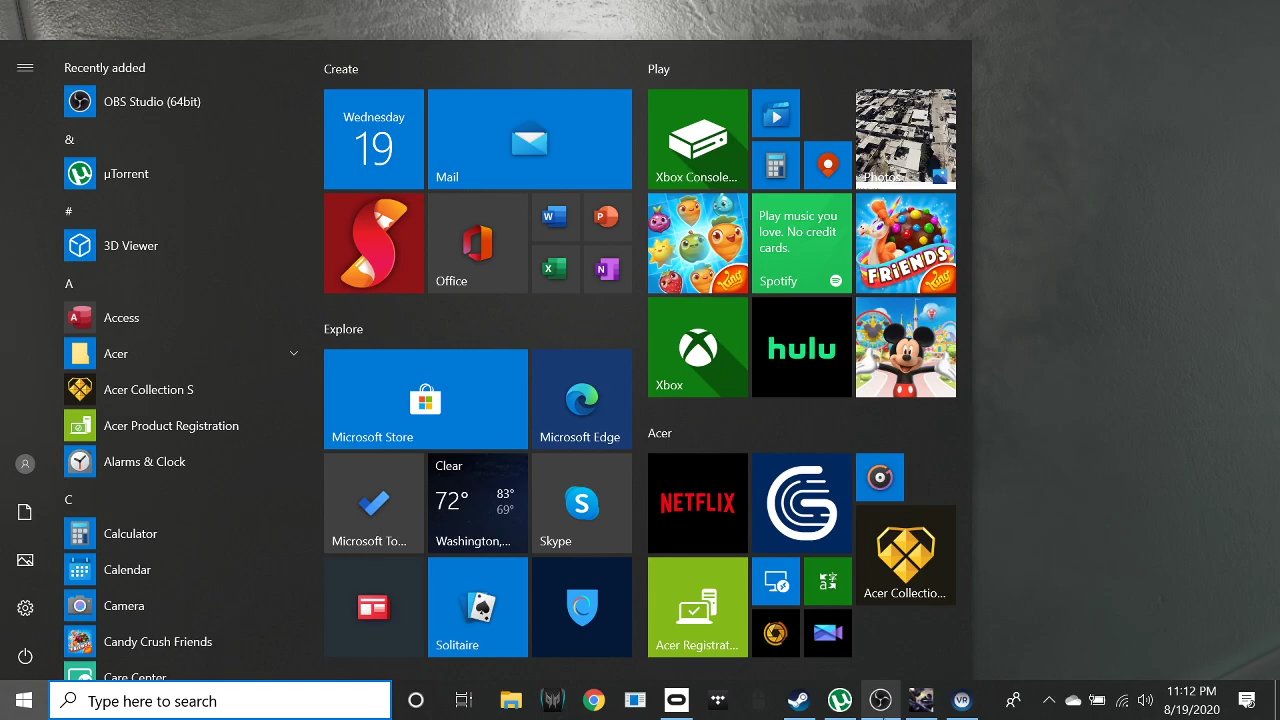 Recently added
OBS Studio (64bit)
&
µTorrent
#
3D Viewer
A
Access
Acer
Acer Collection S
Acer Product Registration
Alarms & Clock
C
Calculator
Calendar
Camera
Candy Crush Friends
Care Center
Create
Wednesday
19
Mail
Office
Explore
Microsoft Store
Microsoft Edge
Microsoft To...
Clear
72°
83°
69°
Washington,...
Skype
Solitaire
Play
Xbox Console...
Photos
Play music you
love. No credit
cards.
Spotify
King
FRIENDS
King
Xbox
hulu
Acer
NETFLIX
Acer Registrat...
Acer Collectio...
Type here to search
VR
11:12 PM
8/19/2020